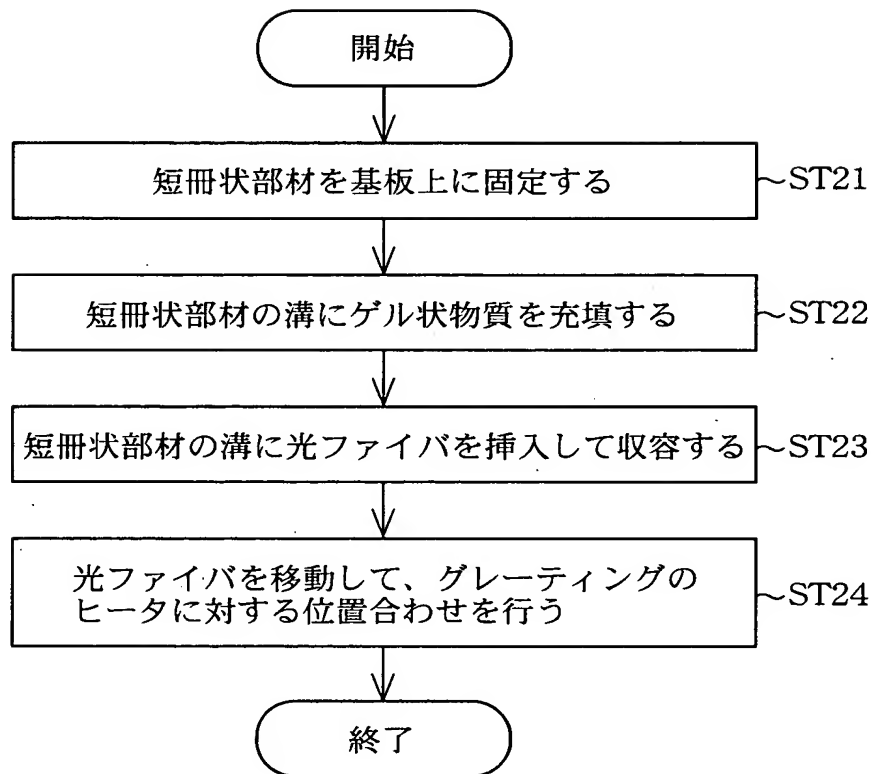 開始
短冊状部材を基板上に固定する
~ST21
短冊状部材の溝にゲル状物質を充填する
~ST22
短冊状部材の溝に光ファイバを挿入して収容する
~ST23
光ファイバを移動して、グレーティングの
ヒータに対する位置合わせを行う
~ST24
終了